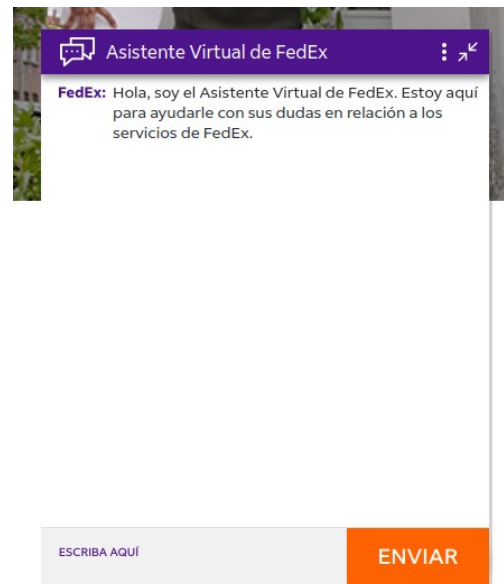 Asistente Virtual de FedEx
FedEx: Hola, soy el Asistente Virtual de FedEx. Estoy aquí
para ayudarle con sus dudas en relación a los
servicios de FedEx.
ESCRIBA AQUÍ
ENVIAR